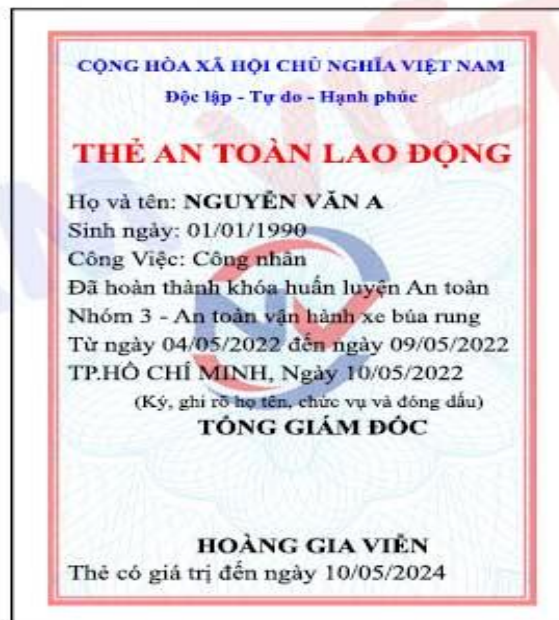 CỘNG HÒA XÃ HỘI CHỦ NGHĨA VIỆT NAM
Độc lập - Tự do - Hạnh phúc
THẺ AN TOÀN LAO ĐỘNG
Họ và tên: NGUYỄN VĂN A
Sinh ngày: 01/01/1990
Công Việc: Công nhân
Đã hoàn thành khóa huấn luyện An toàn
Nhóm 3 - An toàn vận hành xe búa rung
Từ ngày 04/05/2022 đến ngày 09/05/2022
TP.HỒ CHÍ MINH, Ngày 10/05/2022
(Ký, ghi rõ họ tên, chức vụ và đóng dấu)
TỔNG GIÁM ĐỐC
HOÀNG GIA VIÊN
Thẻ có giá trị đến ngày 10/05/2024